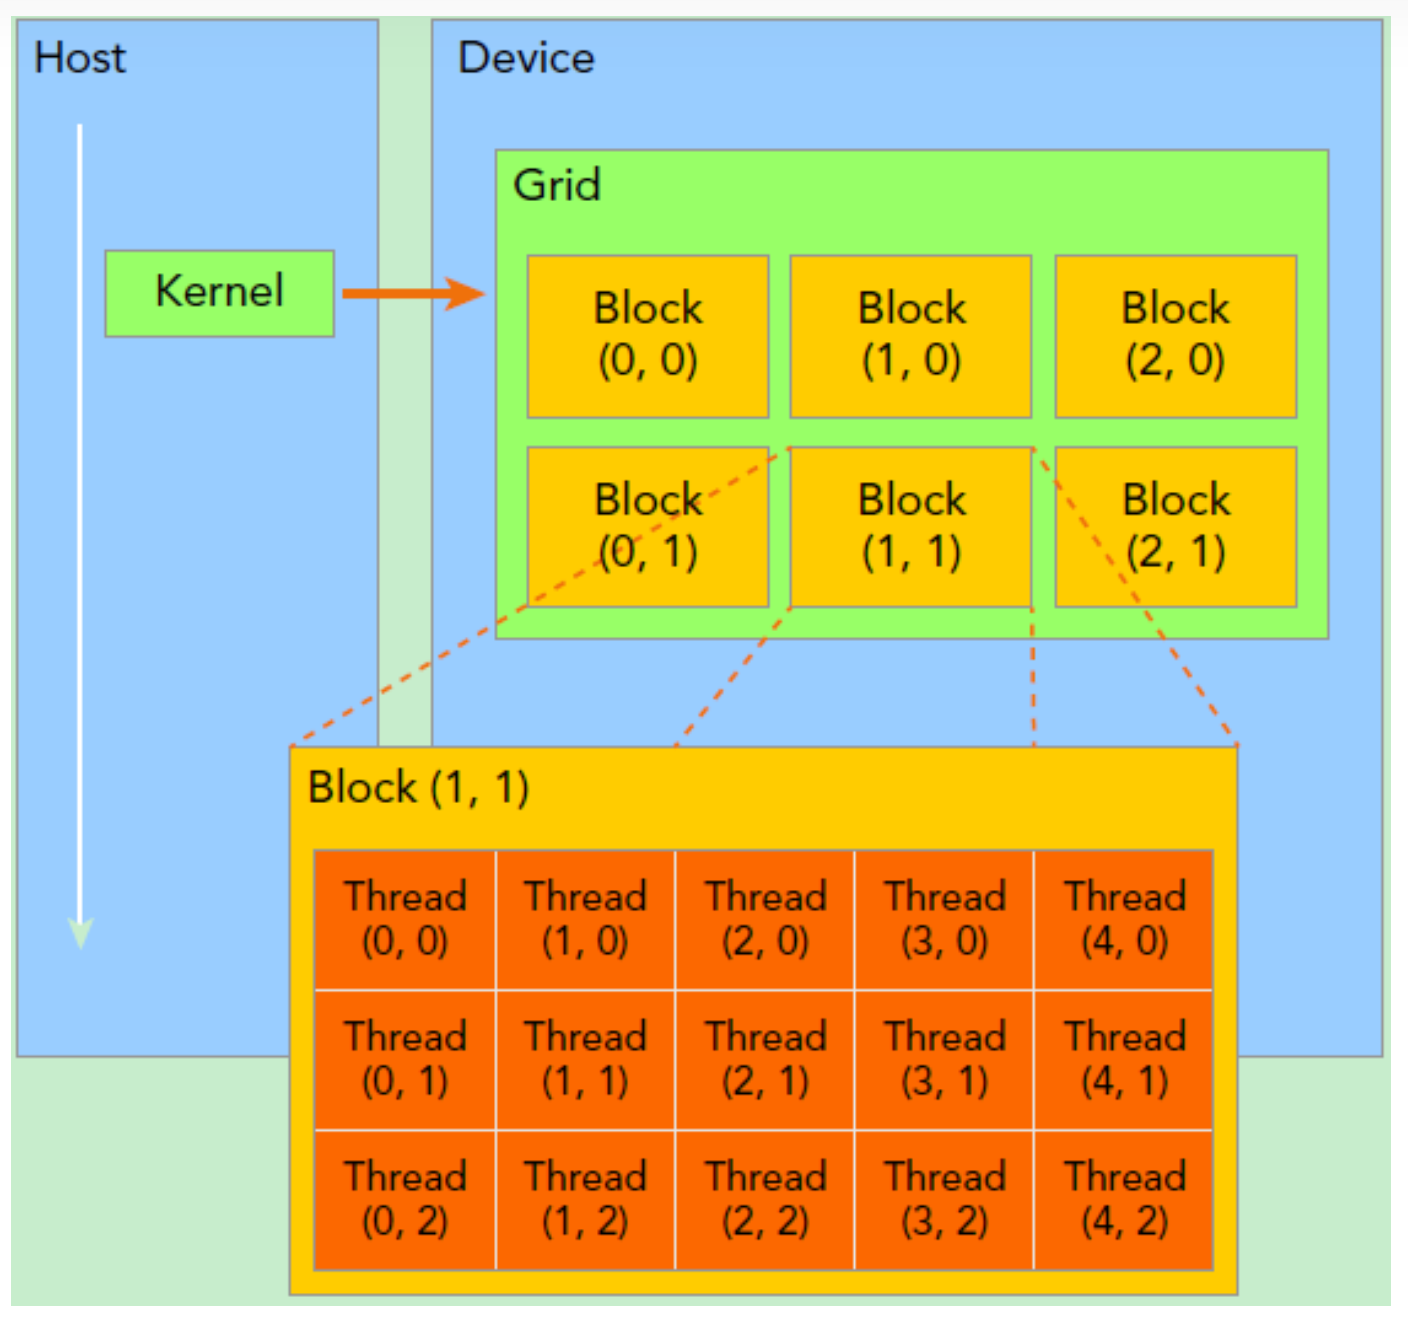 Host
Device
Grid
Kernel
Block
(0, 0)
Block
(1, 0)
Block
(2, 0)
Block
(0, 1)
Block
(1, 1)
Block
(2, 1)
Block (1, 1)
Thread
(0, 0)
Thread
(1, 0)
Thread
(2, 0)
Thread
(3, 0)
Thread
(4, 0)
Thread
(0, 1)
Thread
(1, 1)
Thread
(2, 1)
Thread
(3, 1)
Thread
(4, 1)
Thread
(0, 2)
Thread
(1, 2)
Thread
(2, 2)
Thread
(3, 2)
Thread
(4, 2)